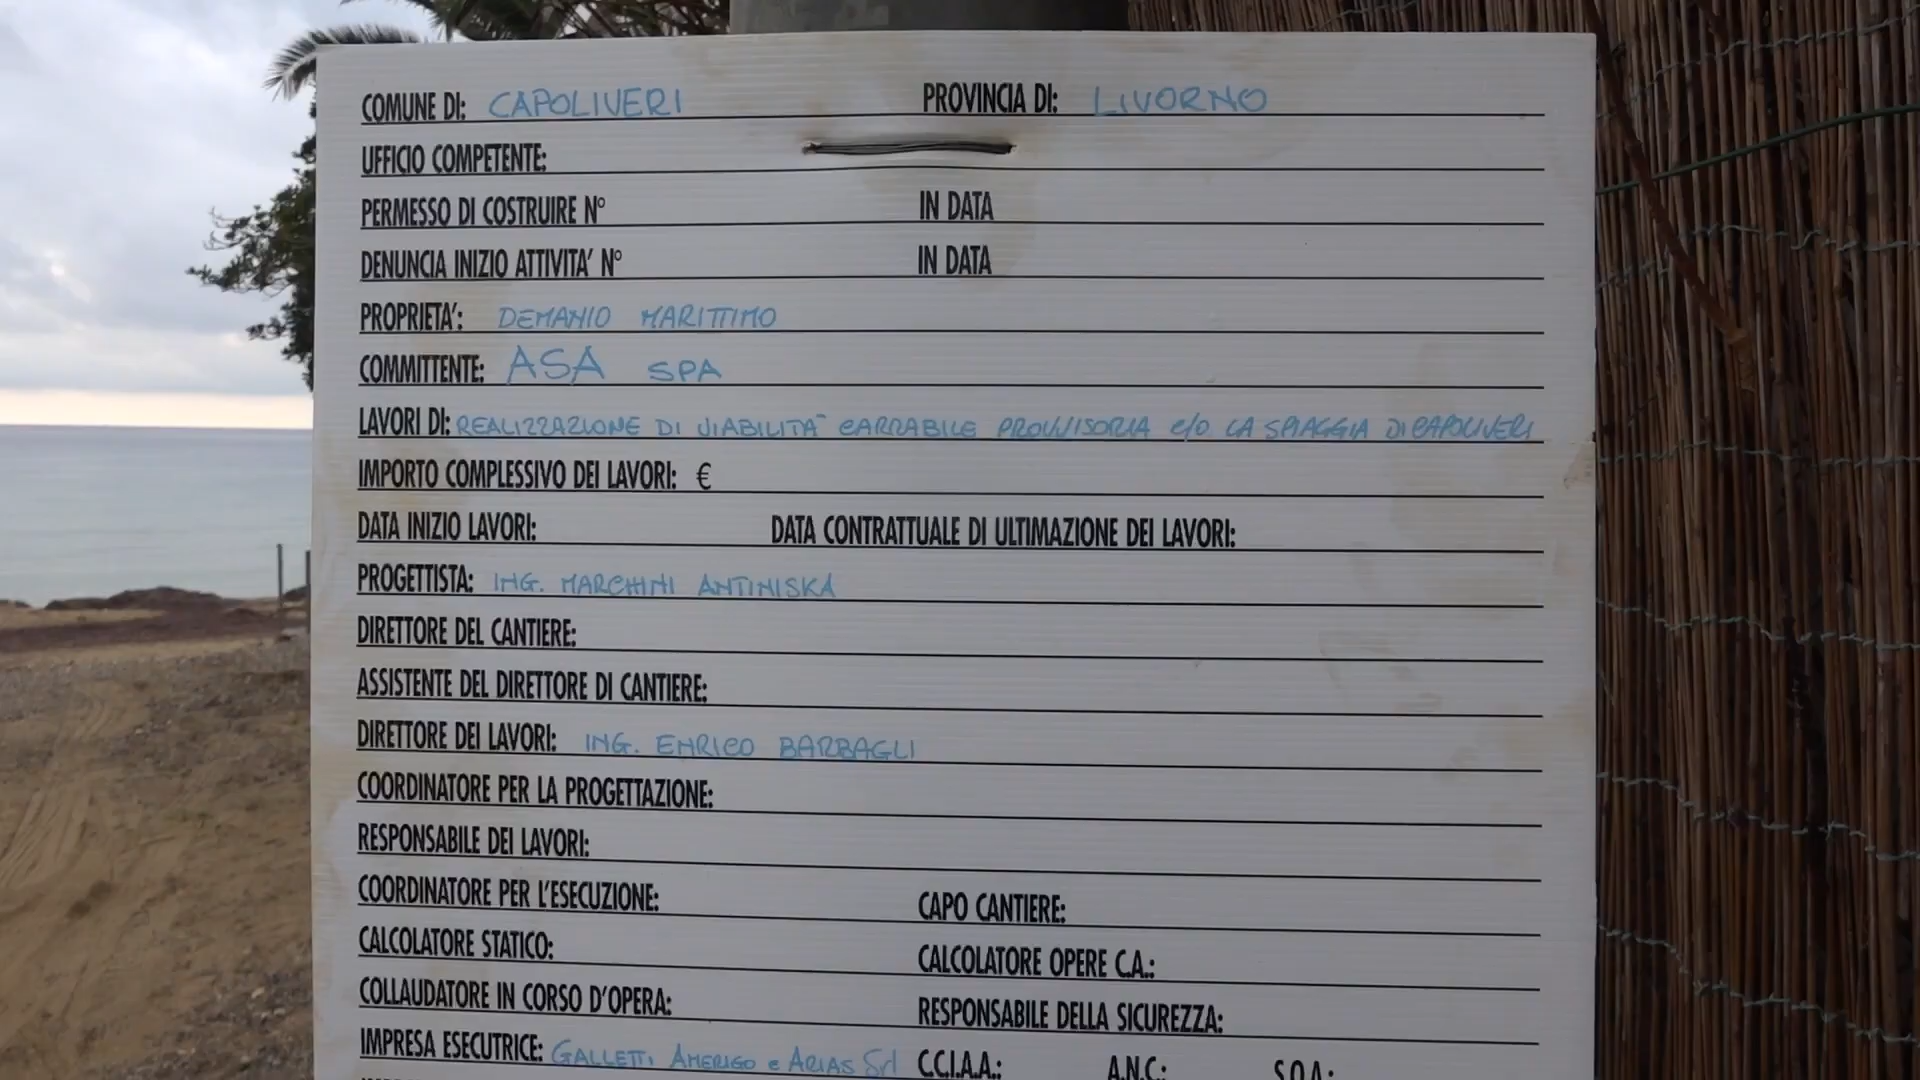 COMUNE DI: CAPOLIVERI PROVINCIA DI: LIVORNO
UFFICIO COMPETENTE:
PERMESSO DI COSTRUIRE N° IN DATA
DENUNCIA INIZIO ATTIVITA' N° IN DATA
PROPRIETA': DEMANIO MARITTIMO
COMMITTENTE: ASA SPA
LAVORI DI: REALIZZAZIONE DI VIABILITÀ CARRABILE PROVVISORIA c/o LA SPIAGGIA DI CAPOLIVERI
IMPORTO COMPLESSIVO DEI LAVORI: €
DATA INIZIO LAVORI: DATA CONTRATTUALE DI ULTIMAZIONE DEI LAVORI:
PROGETTISTA: ING. MARCHINI ANTINISKA
DIRETTORE DEL CANTIERE:
ASSISTENTE DEL DIRETTORE DI CANTIERE:
DIRETTORE DEI LAVORI: ING. ENRICO BARBAGLI
COORDINATORE PER LA PROGETTAZIONE:
RESPONSABILE DEI LAVORI:
COORDINATORE PER L'ESECUZIONE: CAPO CANTIERE:
CALCOLATORE STATICO: CALCOLATORE OPERE C.A.:
COLLAUDATORE IN CORSO D'OPERA: RESPONSABILE DELLA SICUREZZA:
IMPRESA ESECUTRICE: GALLETTI AMERIGO e ARIAS Srl C.C.I.A.A.: A.N.C.: S.O.A.: